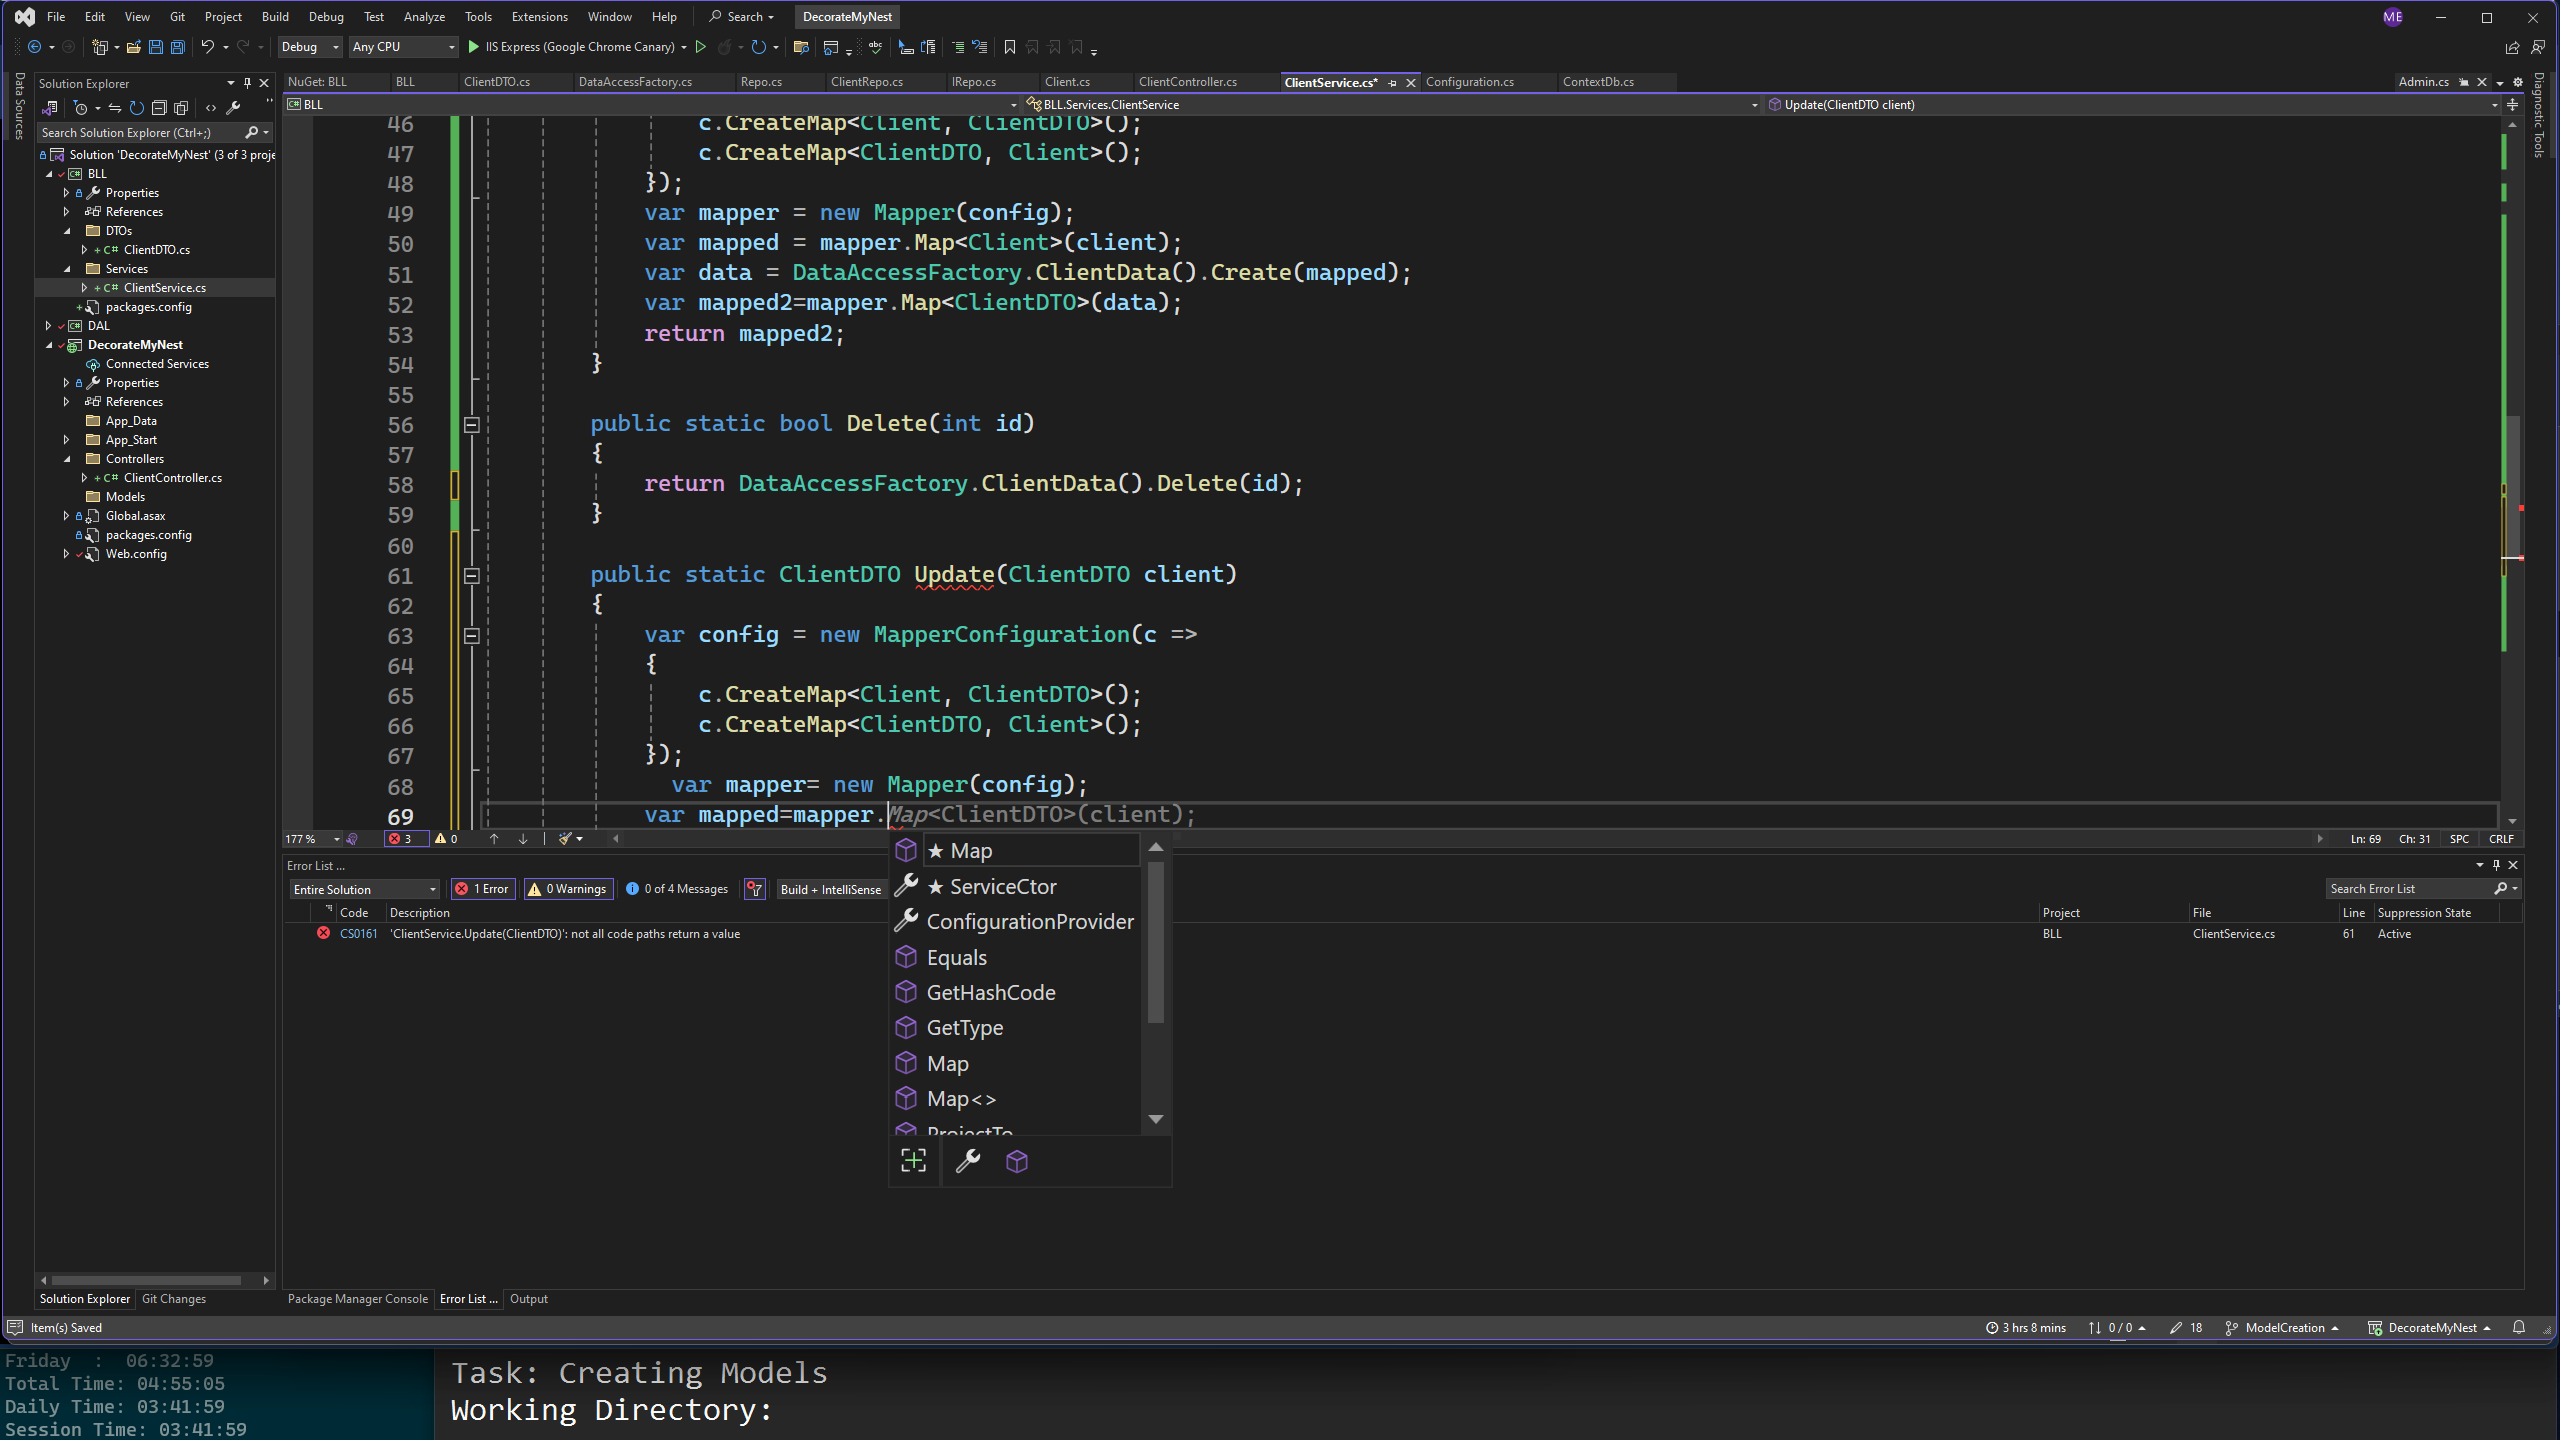 File Edit View Git Project Build Debug Test Analyze Tools Extensions Window Help Search DecorateMyNest ME
Debug Any CPU IIS Express (Google Chrome Canary)
Data Sources
Solution Explorer
Search Solution Explorer (Ctrl+;)
Solution 'DecorateMyNest' (3 of 3 proje
BLL
Properties
References
DTOs
ClientDTO.cs
Services
ClientService.cs
packages.config
DAL
DecorateMyNest
Connected Services
Properties
References
App_Data
App_Start
Controllers
ClientController.cs
Models
Global.asax
packages.config
Web.config
Solution Explorer Git Changes
NuGet: BLL BLL ClientDTO.cs DataAccessFactory.cs Repo.cs ClientRepo.cs IRepo.cs Client.cs ClientController.cs ClientService.cs* Configuration.cs ContextDb.cs Admin.cs
BLL BLL.Services.ClientService Update(ClientDTO client)
Diagnostic Tools
46 c.CreateMap<Client, ClientDTO>();
47 c.CreateMap<ClientDTO, Client>();
48 });
49 var mapper = new Mapper(config);
50 var mapped = mapper.Map<Client>(client);
51 var data = DataAccessFactory.ClientData().Create(mapped);
52 var mapped2=mapper.Map<ClientDTO>(data);
53 return mapped2;
54 }
55
56 public static bool Delete(int id)
57 {
58 return DataAccessFactory.ClientData().Delete(id);
59 }
60
61 public static ClientDTO Update(ClientDTO client)
62 {
63 var config = new MapperConfiguration(c =>
64 {
65 c.CreateMap<Client, ClientDTO>();
66 c.CreateMap<ClientDTO, Client>();
67 });
68 var mapper= new Mapper(config);
69 var mapped=mapper.Map<ClientDTO>(client);
177 % 3 0 Ln: 69 Ch: 31 SPC CRLF
★ Map
★ ServiceCtor
ConfigurationProvider
Equals
GetHashCode
GetType
Map
Map<>
ProjectTo
Error List ...
Entire Solution 1 Error 0 Warnings 0 of 4 Messages Build + IntelliSense Search Error List
Code Description Project File Line Suppression State
CS0161 'ClientService.Update(ClientDTO)': not all code paths return a value BLL ClientService.cs 61 Active
Package Manager Console Error List ... Output
Item(s) Saved 3 hrs 8 mins 0 / 0 18 ModelCreation DecorateMyNest
Friday : 06:32:59
Total Time: 04:55:05
Daily Time: 03:41:59
Session Time: 03:41:59
Task: Creating Models
Working Directory: